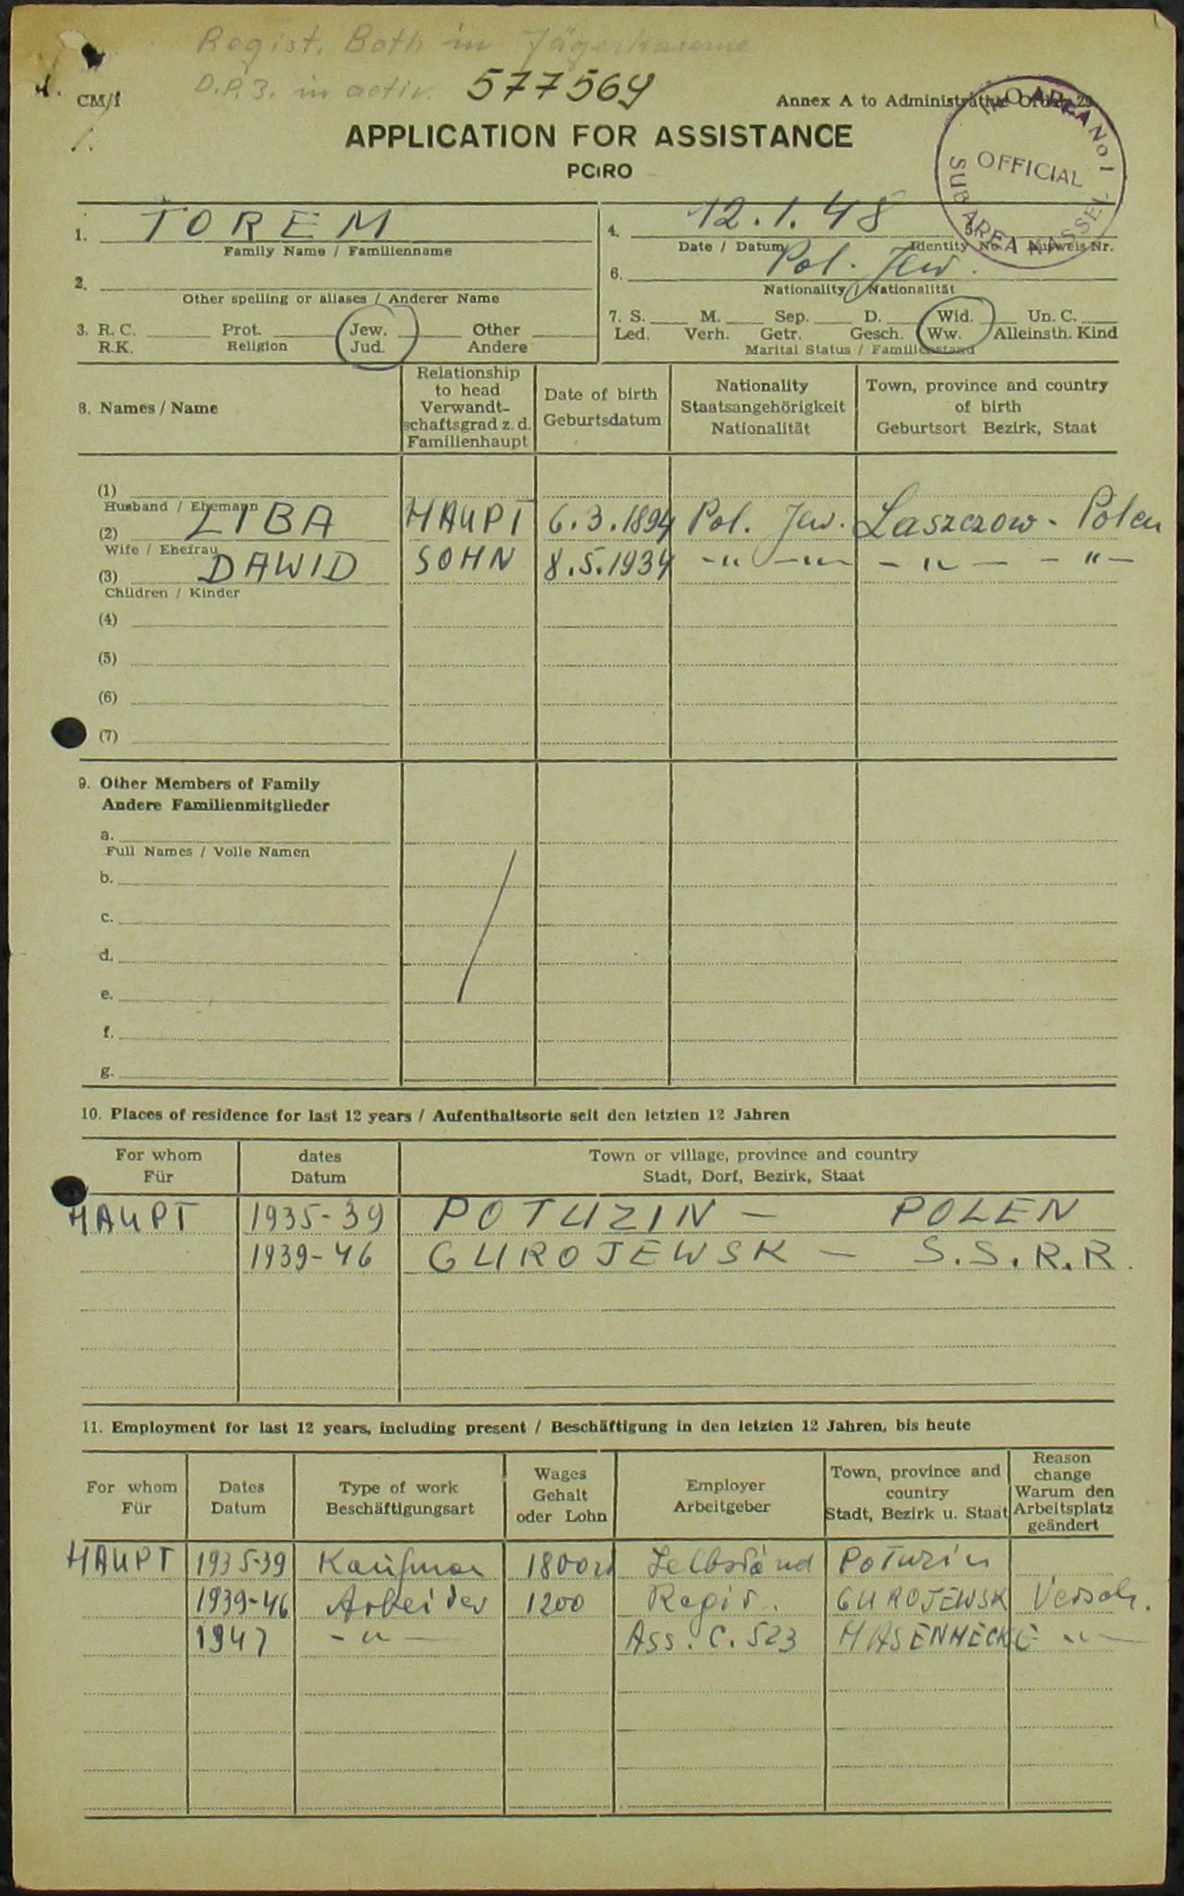 Regist. Both in Jägerkaserne
D.P.3. in activ. 577569
CM/1
Annex A to Administrative Order 29
IRO AREA No 1
OFFICIAL
SUB AREA KASSEL
APPLICATION FOR ASSISTANCE
PCIRO
1. TOREM
Family Name / Familienname
2.
Other spelling or aliases / Anderer Name
3. R. C. Prot. Jew. Other
R.K. Religion Jud. Andere
4. 12.1.48 5.
Date / Datum Identity No. Ausweis Nr.
6. Pol. Jew.
Nationality / Nationalität
7. S. M. Sep. D. Wid. Un. C.
Led. Verh. Getr. Gesch. Ww. Alleinsth. Kind
Marital Status / Familienstand
8. Names / Name
Relationship
to head
Verwandt-
schaftsgrad z. d.
Familienhaupt
Date of birth
Geburtsdatum
Nationality
Staatsangehörigkeit
Nationalität
Town, province and country
of birth
Geburtsort Bezirk, Staat
(1)
Husband / Ehemann
(2) LIBA HAUPT 6.3.1894 Pol. Jew. Laszczow - Polen
Wife / Ehefrau
(3) DAWID SOHN 8.5.1934 -"- -"- - " - - " -
Children / Kinder
(4)
(5)
(6)
(7)
9. Other Members of Family
Andere Familienmitglieder
a.
Full Names / Volle Namen
b.
c.
d.
e.
f.
g.
10. Places of residence for last 12 years / Aufenthaltsorte seit den letzten 12 Jahren
For whom dates Town or village, province and country
Für Datum Stadt, Dorf, Bezirk, Staat
HAUPT 1935-39 POTUZIN - POLEN
1939-46 GUROJEWSK - S.S.R.R.
11. Employment for last 12 years, including present / Beschäftigung in den letzten 12 Jahren, bis heute
For whom
Für
Dates
Datum
Type of work
Beschäftigungsart
Wages
Gehalt
oder Lohn
Employer
Arbeitgeber
Town, province and
country
Stadt, Bezirk u. Staat
Reason
change
Warum den
Arbeitsplatz
geändert
HAUPT 1935-39 Kaufman 1800 zl Selbständ Potuzin
1939-46 Arbeiter 1200 Regir. GUROJEWSK Versch.
1947 -"- Ass. C. 523 HASENHECKE -"-